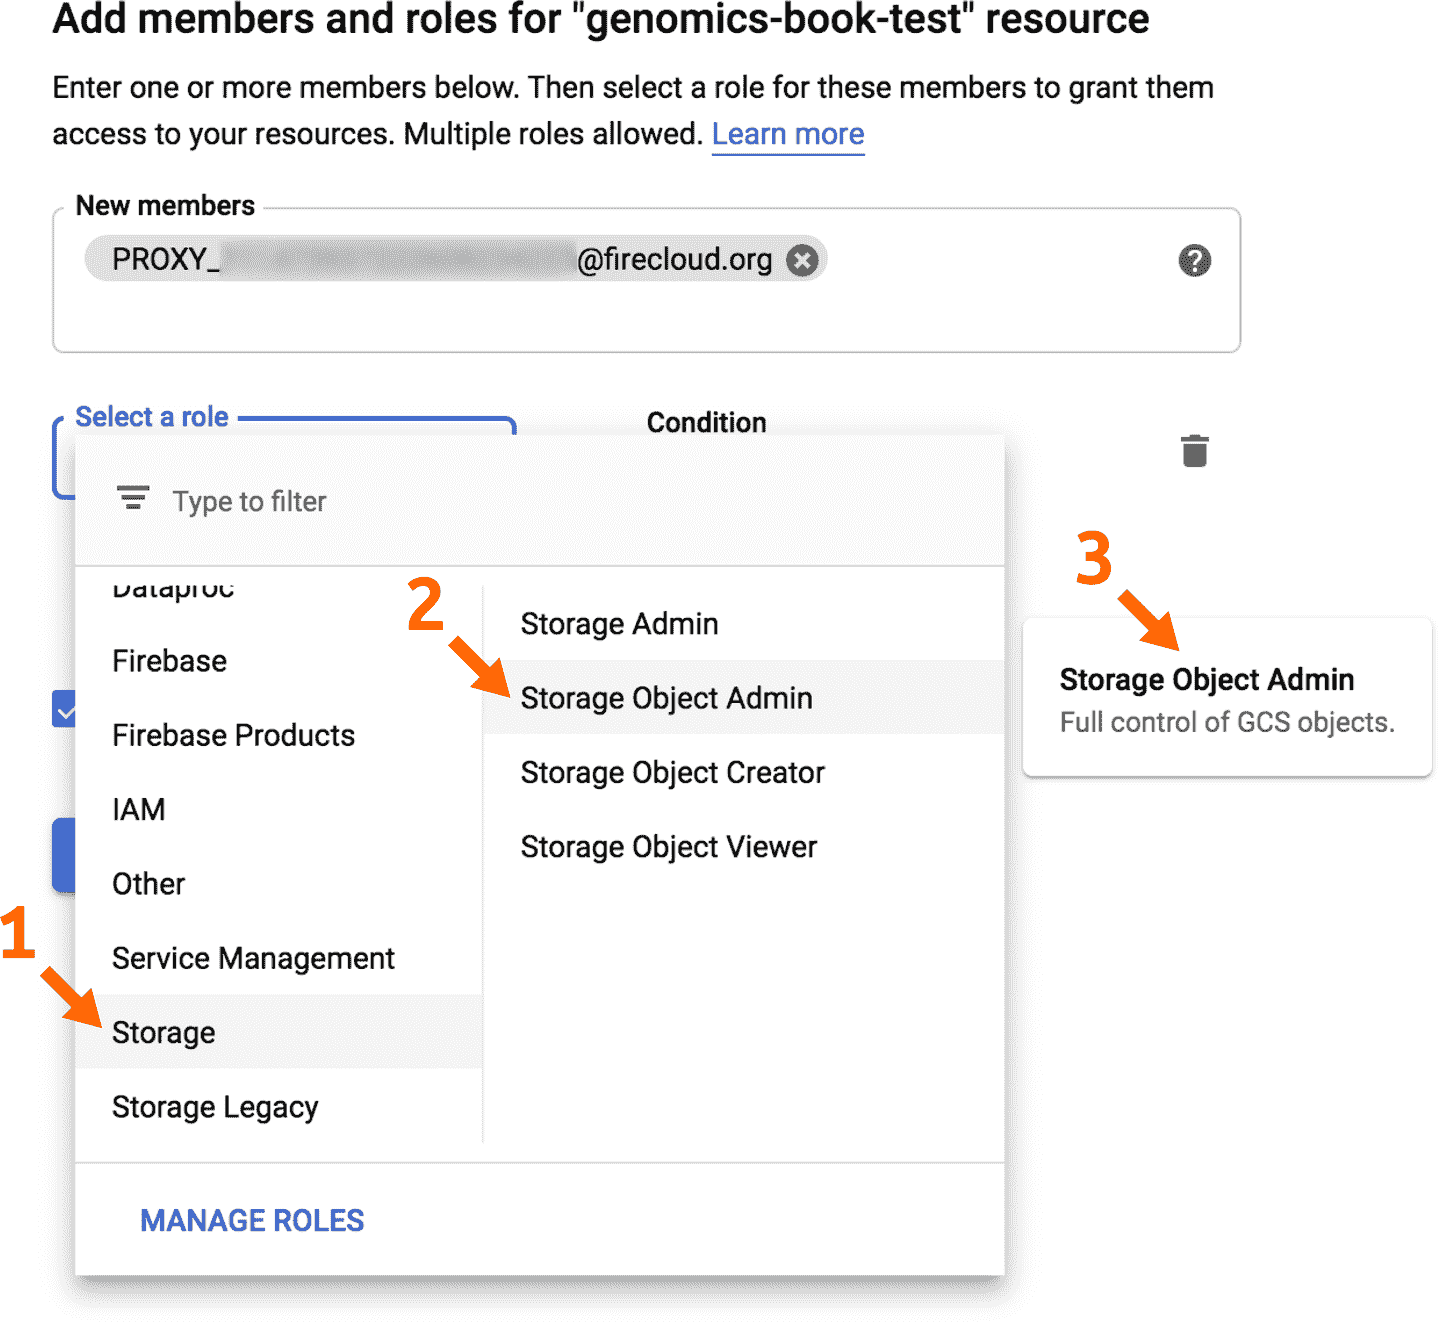 Add members and roles for "genomics-book-test" resource
Enter one or more members below. Then select a role for these members to grant them
access to your resources. Multiple roles allowed. Learn more
New members
PROXY_ @firecloud.org
Select a role
Condition
Type to filter
Dataproc
Firebase
Firebase Products
IAM
Other
Service Management
Storage
Storage Legacy
Storage Admin
Storage Object Admin
Storage Object Creator
Storage Object Viewer
MANAGE ROLES
1
2
3
Storage Object Admin
Full control of GCS objects.